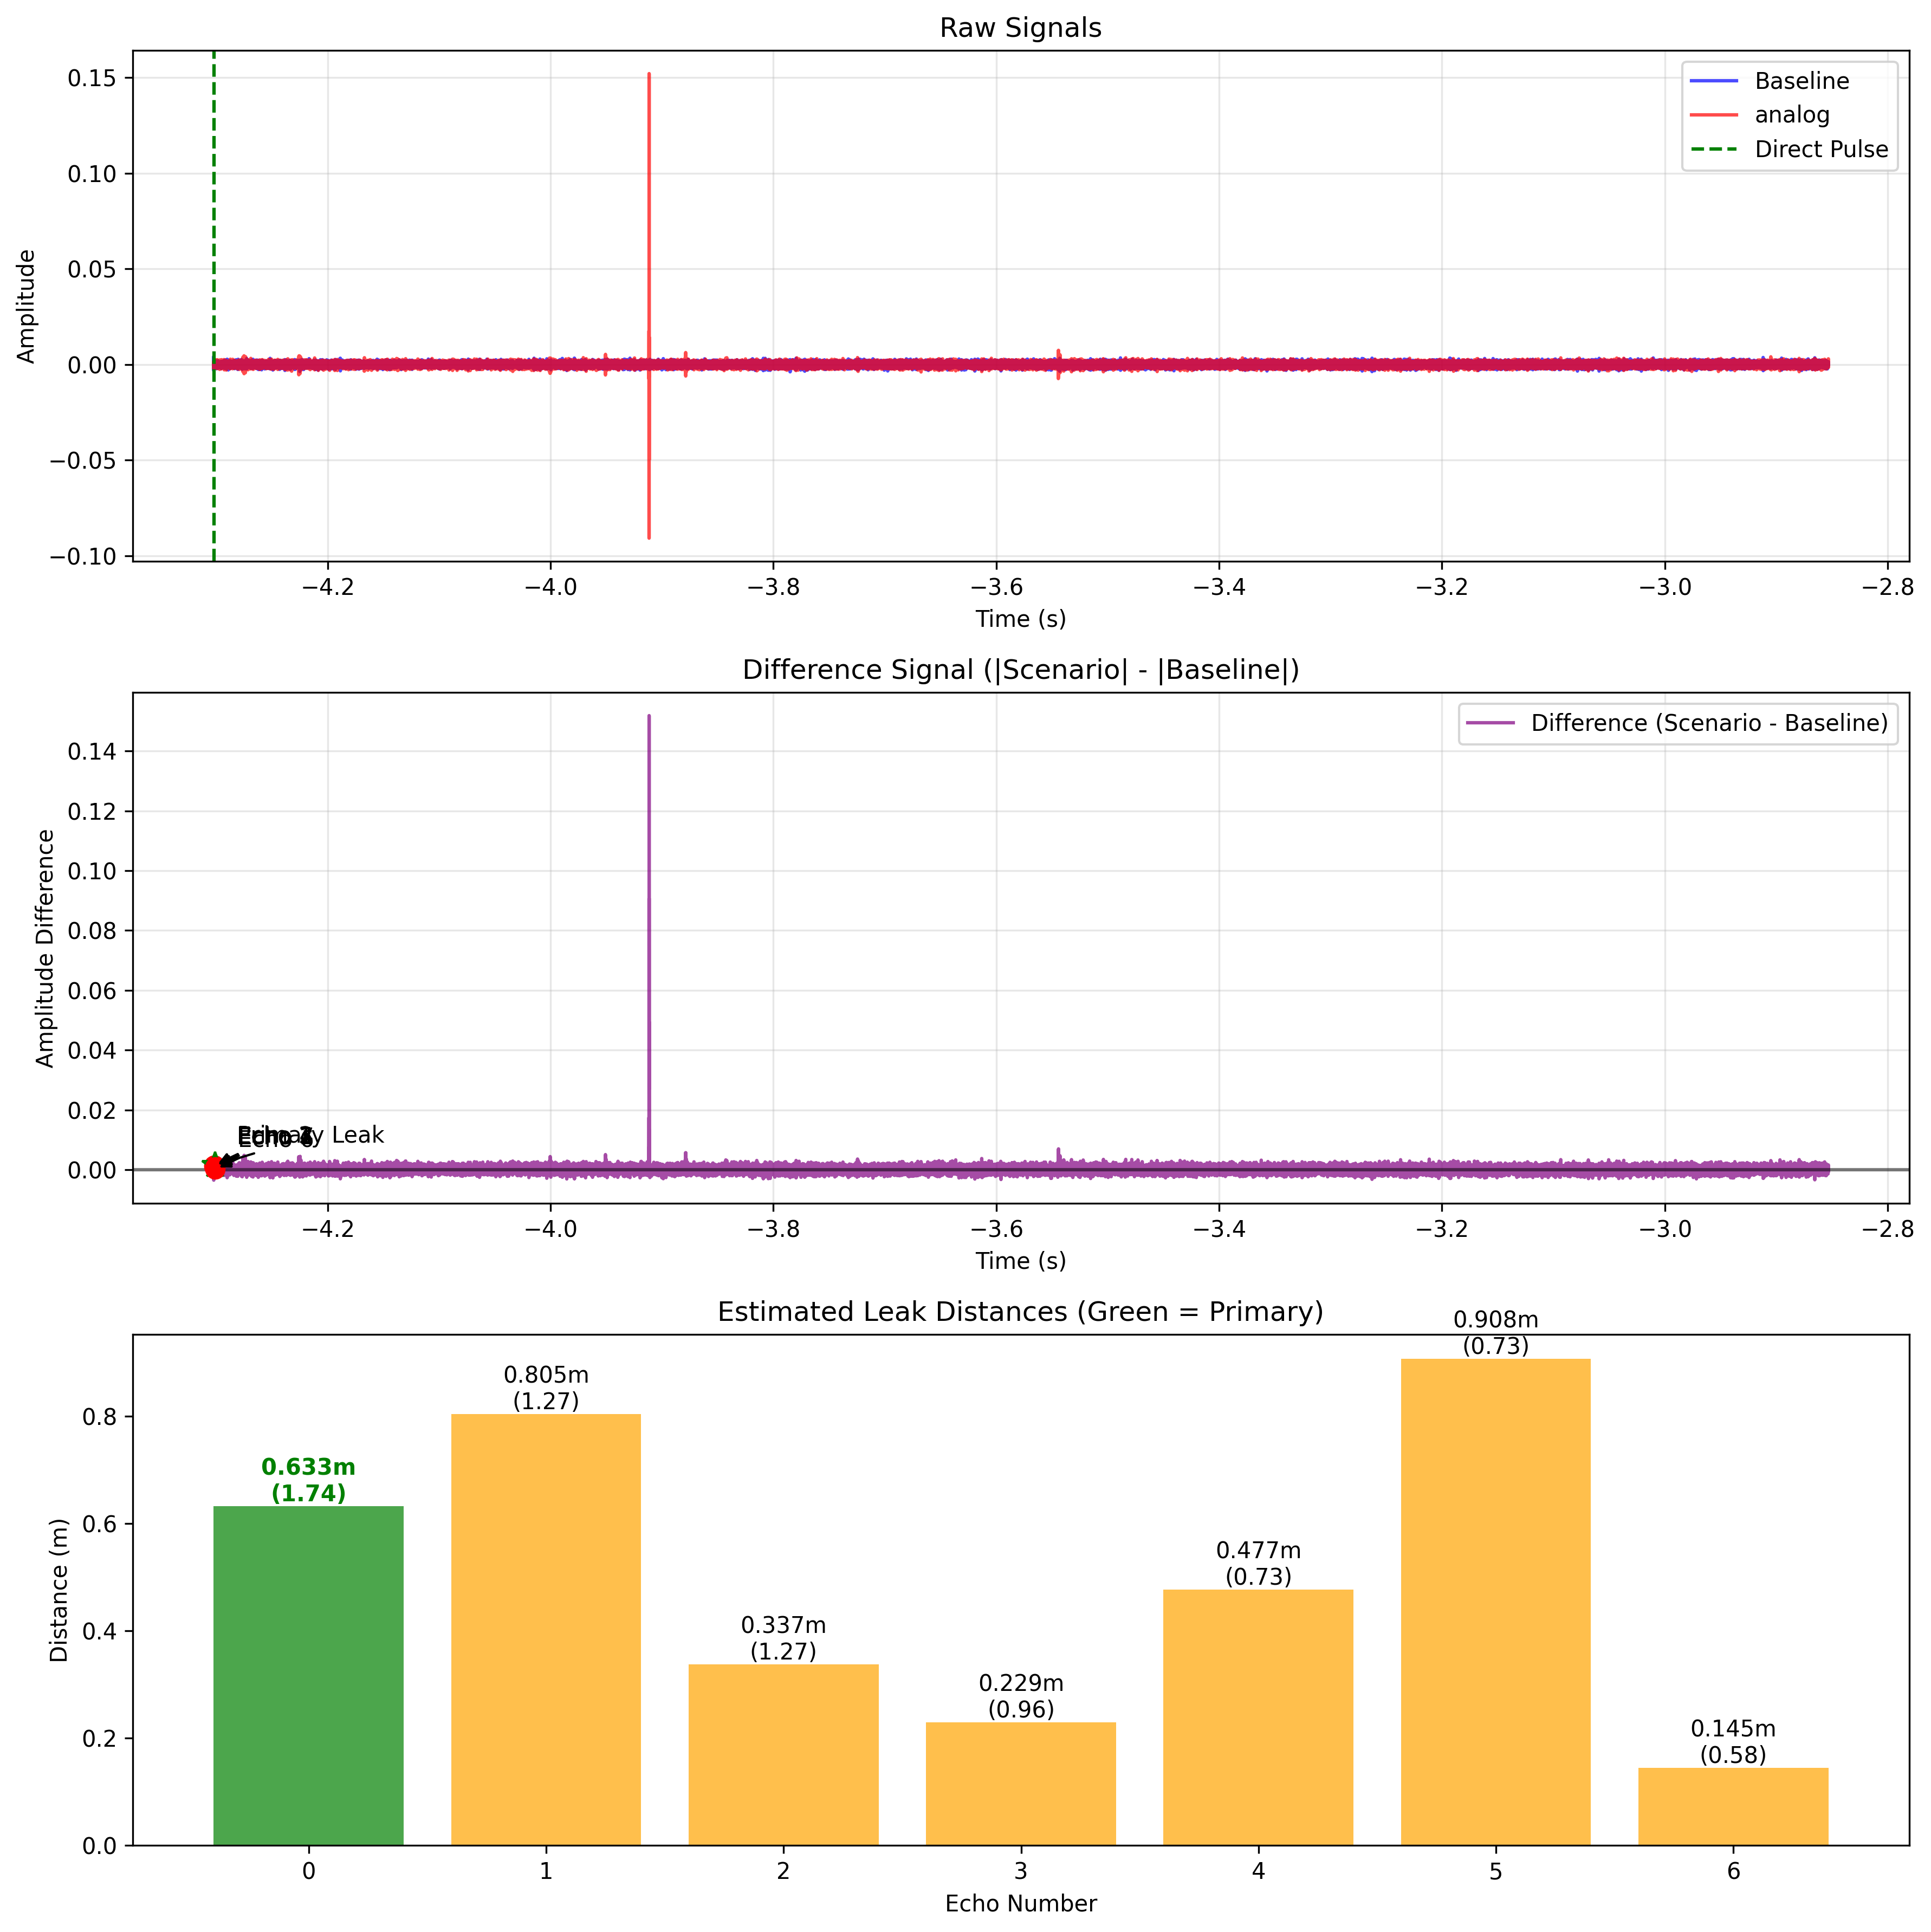 Raw Signals
0.15
0.10
0.05
0.00
−0.05
−0.10
Amplitude
Baseline
analog
Direct Pulse
−4.2
−4.0
−3.8
−3.6
−3.4
−3.2
−3.0
−2.8
Time (s)
Difference Signal (|Scenario| - |Baseline|)
0.14
0.12
0.10
0.08
0.06
0.04
0.02
0.00
Amplitude Difference
Difference (Scenario - Baseline)
Primary Leak
−4.2
−4.0
−3.8
−3.6
−3.4
−3.2
−3.0
−2.8
Time (s)
Estimated Leak Distances (Green = Primary)
0.8
0.6
0.4
0.2
0.0
Distance (m)
0.633m
(1.74)
0.805m
(1.27)
0.337m
(1.27)
0.229m
(0.96)
0.477m
(0.73)
0.908m
(0.73)
0.145m
(0.58)
0
1
2
3
4
5
6
Echo Number